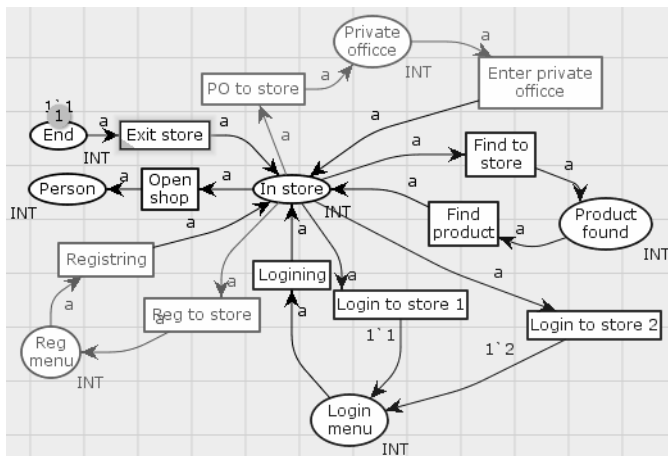 Private
officce
a
a
INT
PO to store
Enter private
officce
1`1
1
End
a
Exit store
a
a
a
INT
a
Find to
store
a
Person
a
Open
shop
a
In store
a
INT
INT
Find
product
a
Product
found
INT
a
a
Registring
a
Logining
a
a
Login to store 1
a
Reg to store
a
a
Login to store 2
Reg
menu
INT
1`1
1`2
Login
menu
INT